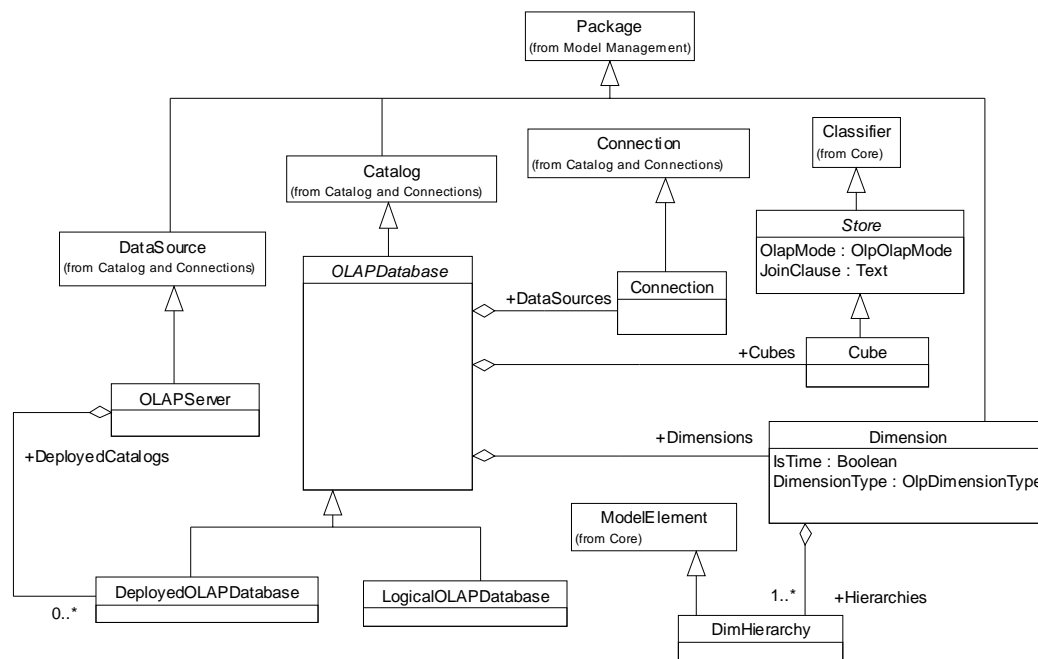 Package
(from Model Management)
Classifier
(from Core)
Connection
(from Catalog and Connections)
Catalog
(from Catalog and Connections)
Store
OlapMode : OlpOlapMode
JoinClause : Text
DataSource
(from Catalog and Connections)
OLAPDatabase
Connection
+DataSources
+Cubes
Cube
OLAPServer
+DeployedCatalogs
+Dimensions
Dimension
IsTime : Boolean
DimensionType : OlpDimensionType
ModelElement
(from Core)
DeployedOLAPDatabase
0..*
LogicalOLAPDatabase
1..*
+Hierarchies
DimHierarchy